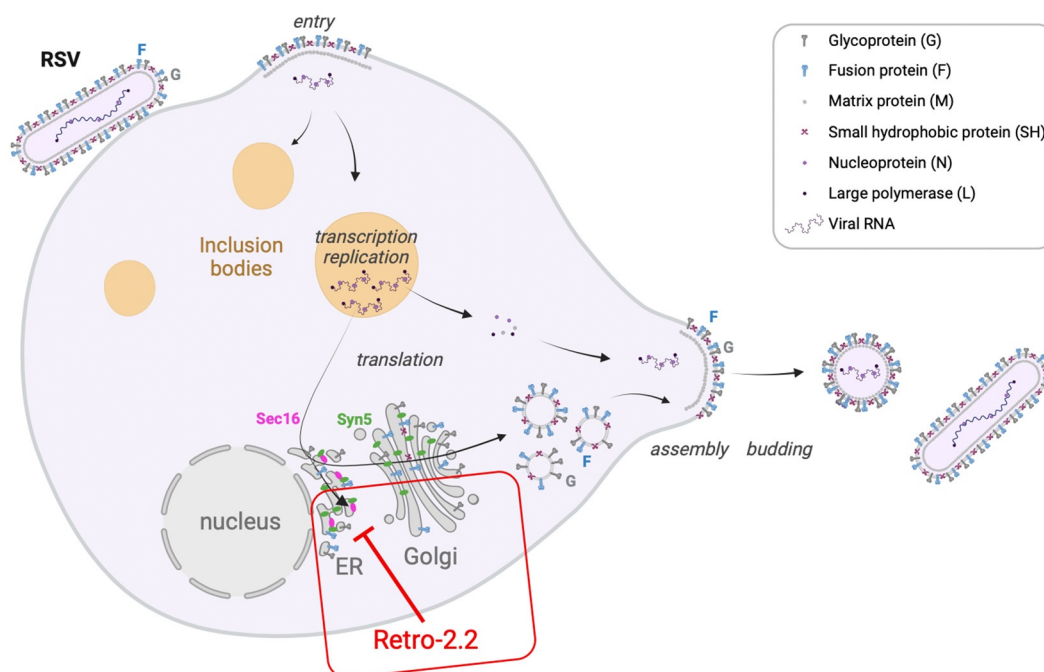 entry
RSV
F
G
Glycoprotein (G)
Fusion protein (F)
Matrix protein (M)
Small hydrophobic protein (SH)
Nucleoprotein (N)
Large polymerase (L)
Viral RNA
Inclusion
bodies
transcription
replication
translation
F
G
Sec16
Syn5
F
G
assembly
budding
nucleus
ER
Golgi
Retro-2.2